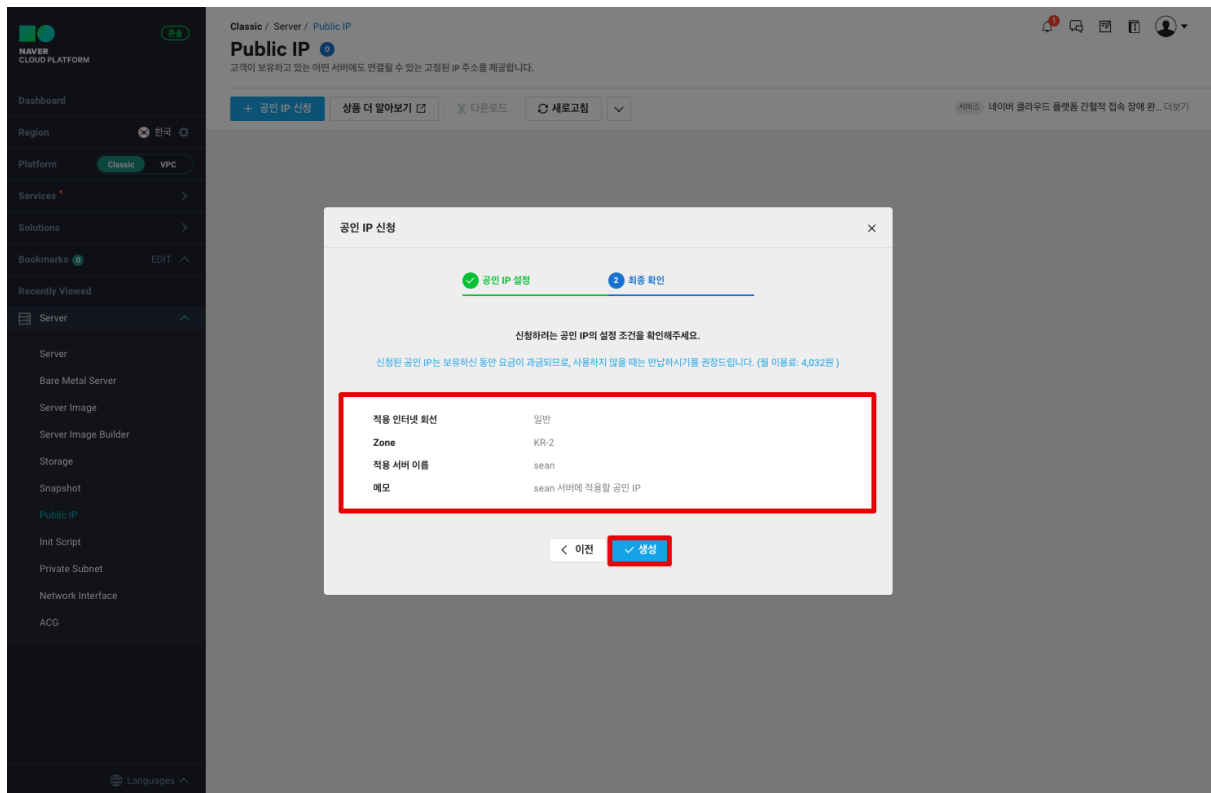 NAVER
CLOUD PLATFORM
Classic / Server / Public IP
Public IP 0
고객이 보유하고 있는 어떤 서버에도 연결될 수 있는 고정된 IP 주소를 제공합니다.
1
Dashboard
Region 한국
Platform Classic VPC
Services
Solutions
Bookmarks 0 EDIT
Recently Viewed
Server
Server
Bare Metal Server
Server Image
Server Image Builder
Storage
Snapshot
Public IP
Init Script
Private Subnet
Network Interface
ACG
Languages
+ 공인 IP 신청 상품 더 알아보기 다운로드 새로고침
서비스 네이버 클라우드 플랫폼 간헐적 접속 장애 완... 더보기
공인 IP 신청
공인 IP 설정 2 최종 확인
신청하려는 공인 IP의 설정 조건을 확인해주세요.
신청된 공인 IP는 보유하신 동안 요금이 과금되므로, 사용하지 않을 때는 반납하시기를 권장드립니다. (월 이용료: 4,032원 )
적용 인터넷 회선 일반
Zone KR-2
적용 서버 이름 sean
메모 sean 서버에 적용할 공인 IP
이전 생성